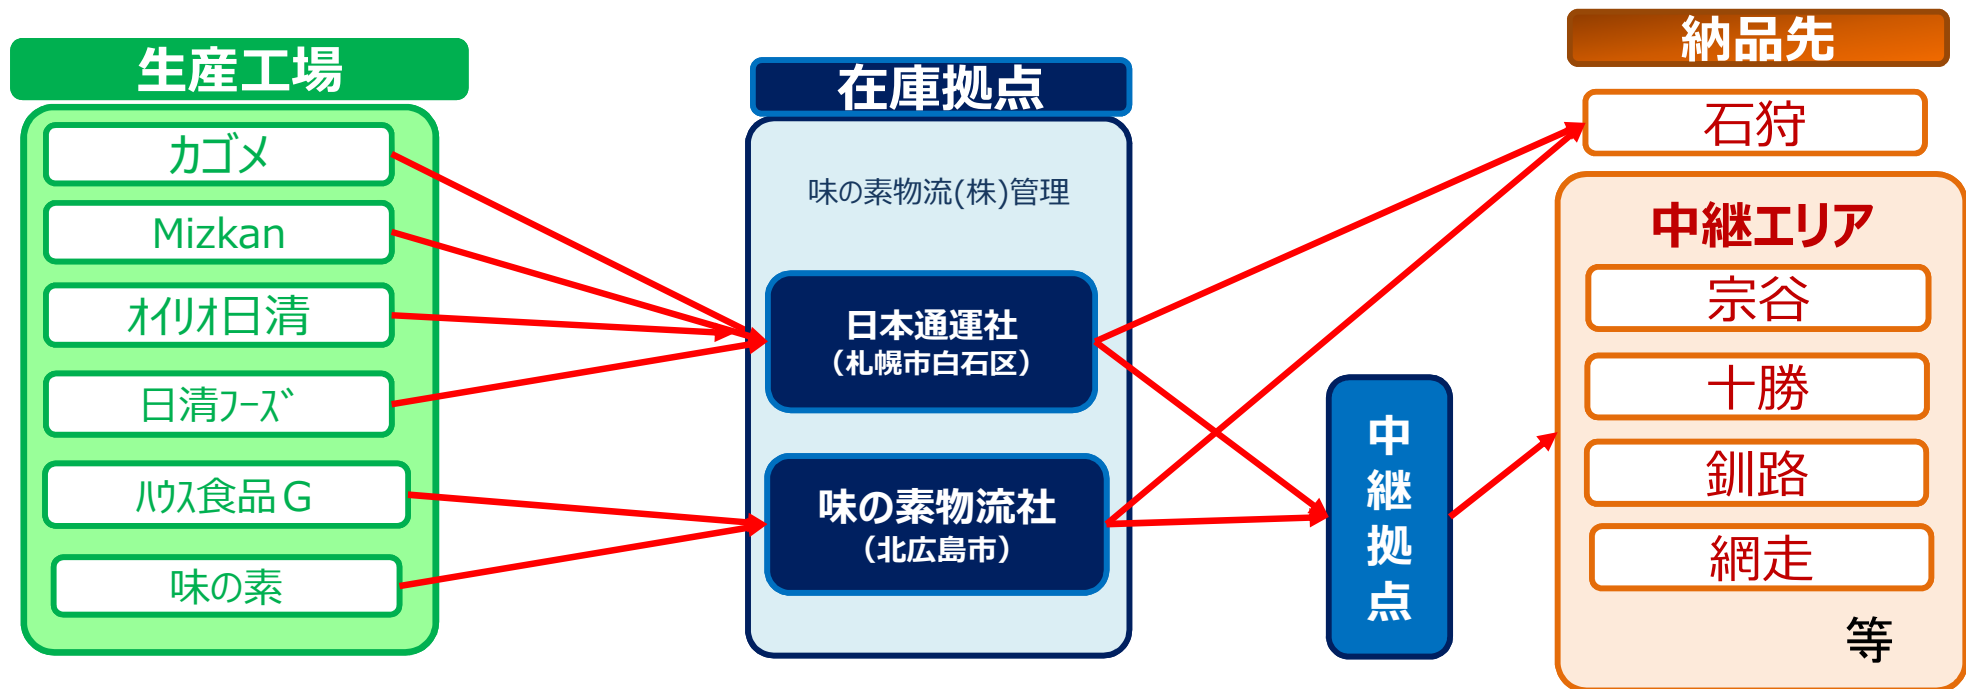 生産工場
カゴメ
Mizkan
ｵｲﾘｵ日清
日清ﾌｰｽﾞ
ﾊｳｽ食品Ｇ
味の素
在庫拠点
味の素物流(株)管理
日本通運社
（札幌市白石区）
味の素物流社
（北広島市）
中継拠点
納品先
石狩
中継エリア
宗谷
十勝
釧路
網走
等